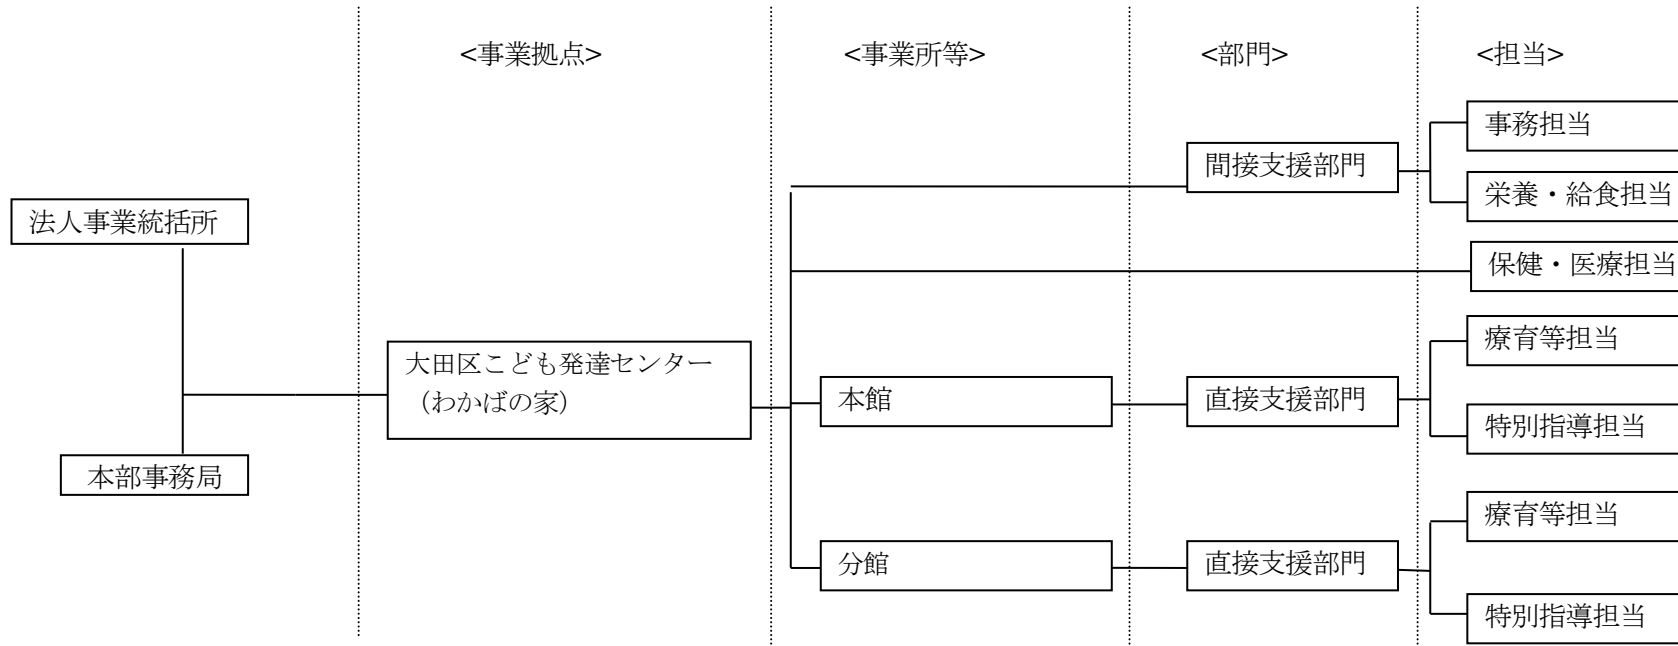 <事業拠点>
<事業所等>
<部門>
<担当>
法人事業統括所
本部事務局
大田区こども発達センター
（わかばの家）
間接支援部門
事務担当
栄養・給食担当
保健・医療担当
本館
直接支援部門
療育等担当
特別指導担当
分館
直接支援部門
療育等担当
特別指導担当